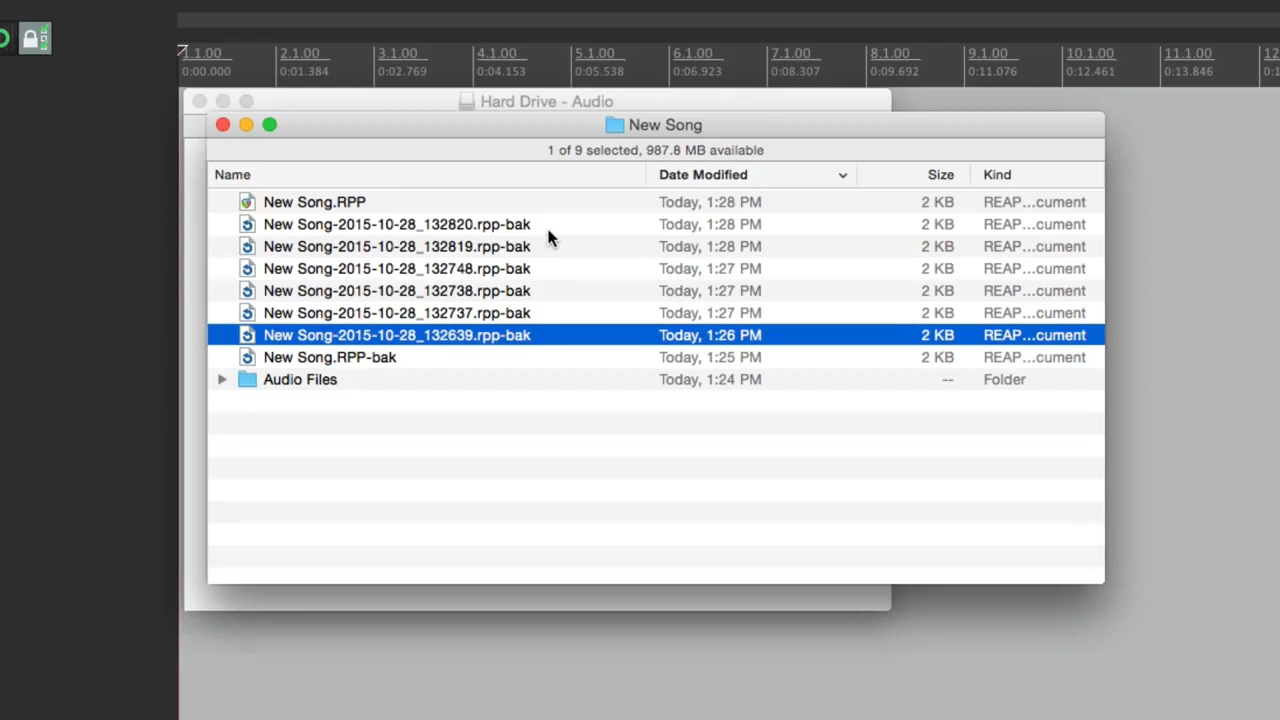 1.1.00 2.1.00 3.1.00 4.1.00 5.1.00 6.1.00 7.1.00 8.1.00 9.1.00 10.1.00 11.1.00
0:00.000 0:01.384 0:02.769 0:04.153 0:05.538 0:06.923 0:08.307 0:09.692 0:11.076 0:12.461 0:13.846
Hard Drive - Audio
New Song
1 of 9 selected, 987.8 MB available
Name Date Modified Size Kind
New Song.RPP Today, 1:28 PM 2 KB REAP...cument
New Song-2015-10-28_132820.rpp-bak Today, 1:28 PM 2 KB REAP...cument
New Song-2015-10-28_132819.rpp-bak Today, 1:28 PM 2 KB REAP...cument
New Song-2015-10-28_132748.rpp-bak Today, 1:27 PM 2 KB REAP...cument
New Song-2015-10-28_132738.rpp-bak Today, 1:27 PM 2 KB REAP...cument
New Song-2015-10-28_132737.rpp-bak Today, 1:27 PM 2 KB REAP...cument
New Song-2015-10-28_132639.rpp-bak Today, 1:26 PM 2 KB REAP...cument
New Song.RPP-bak Today, 1:25 PM 2 KB REAP...cument
Audio Files Today, 1:24 PM -- Folder